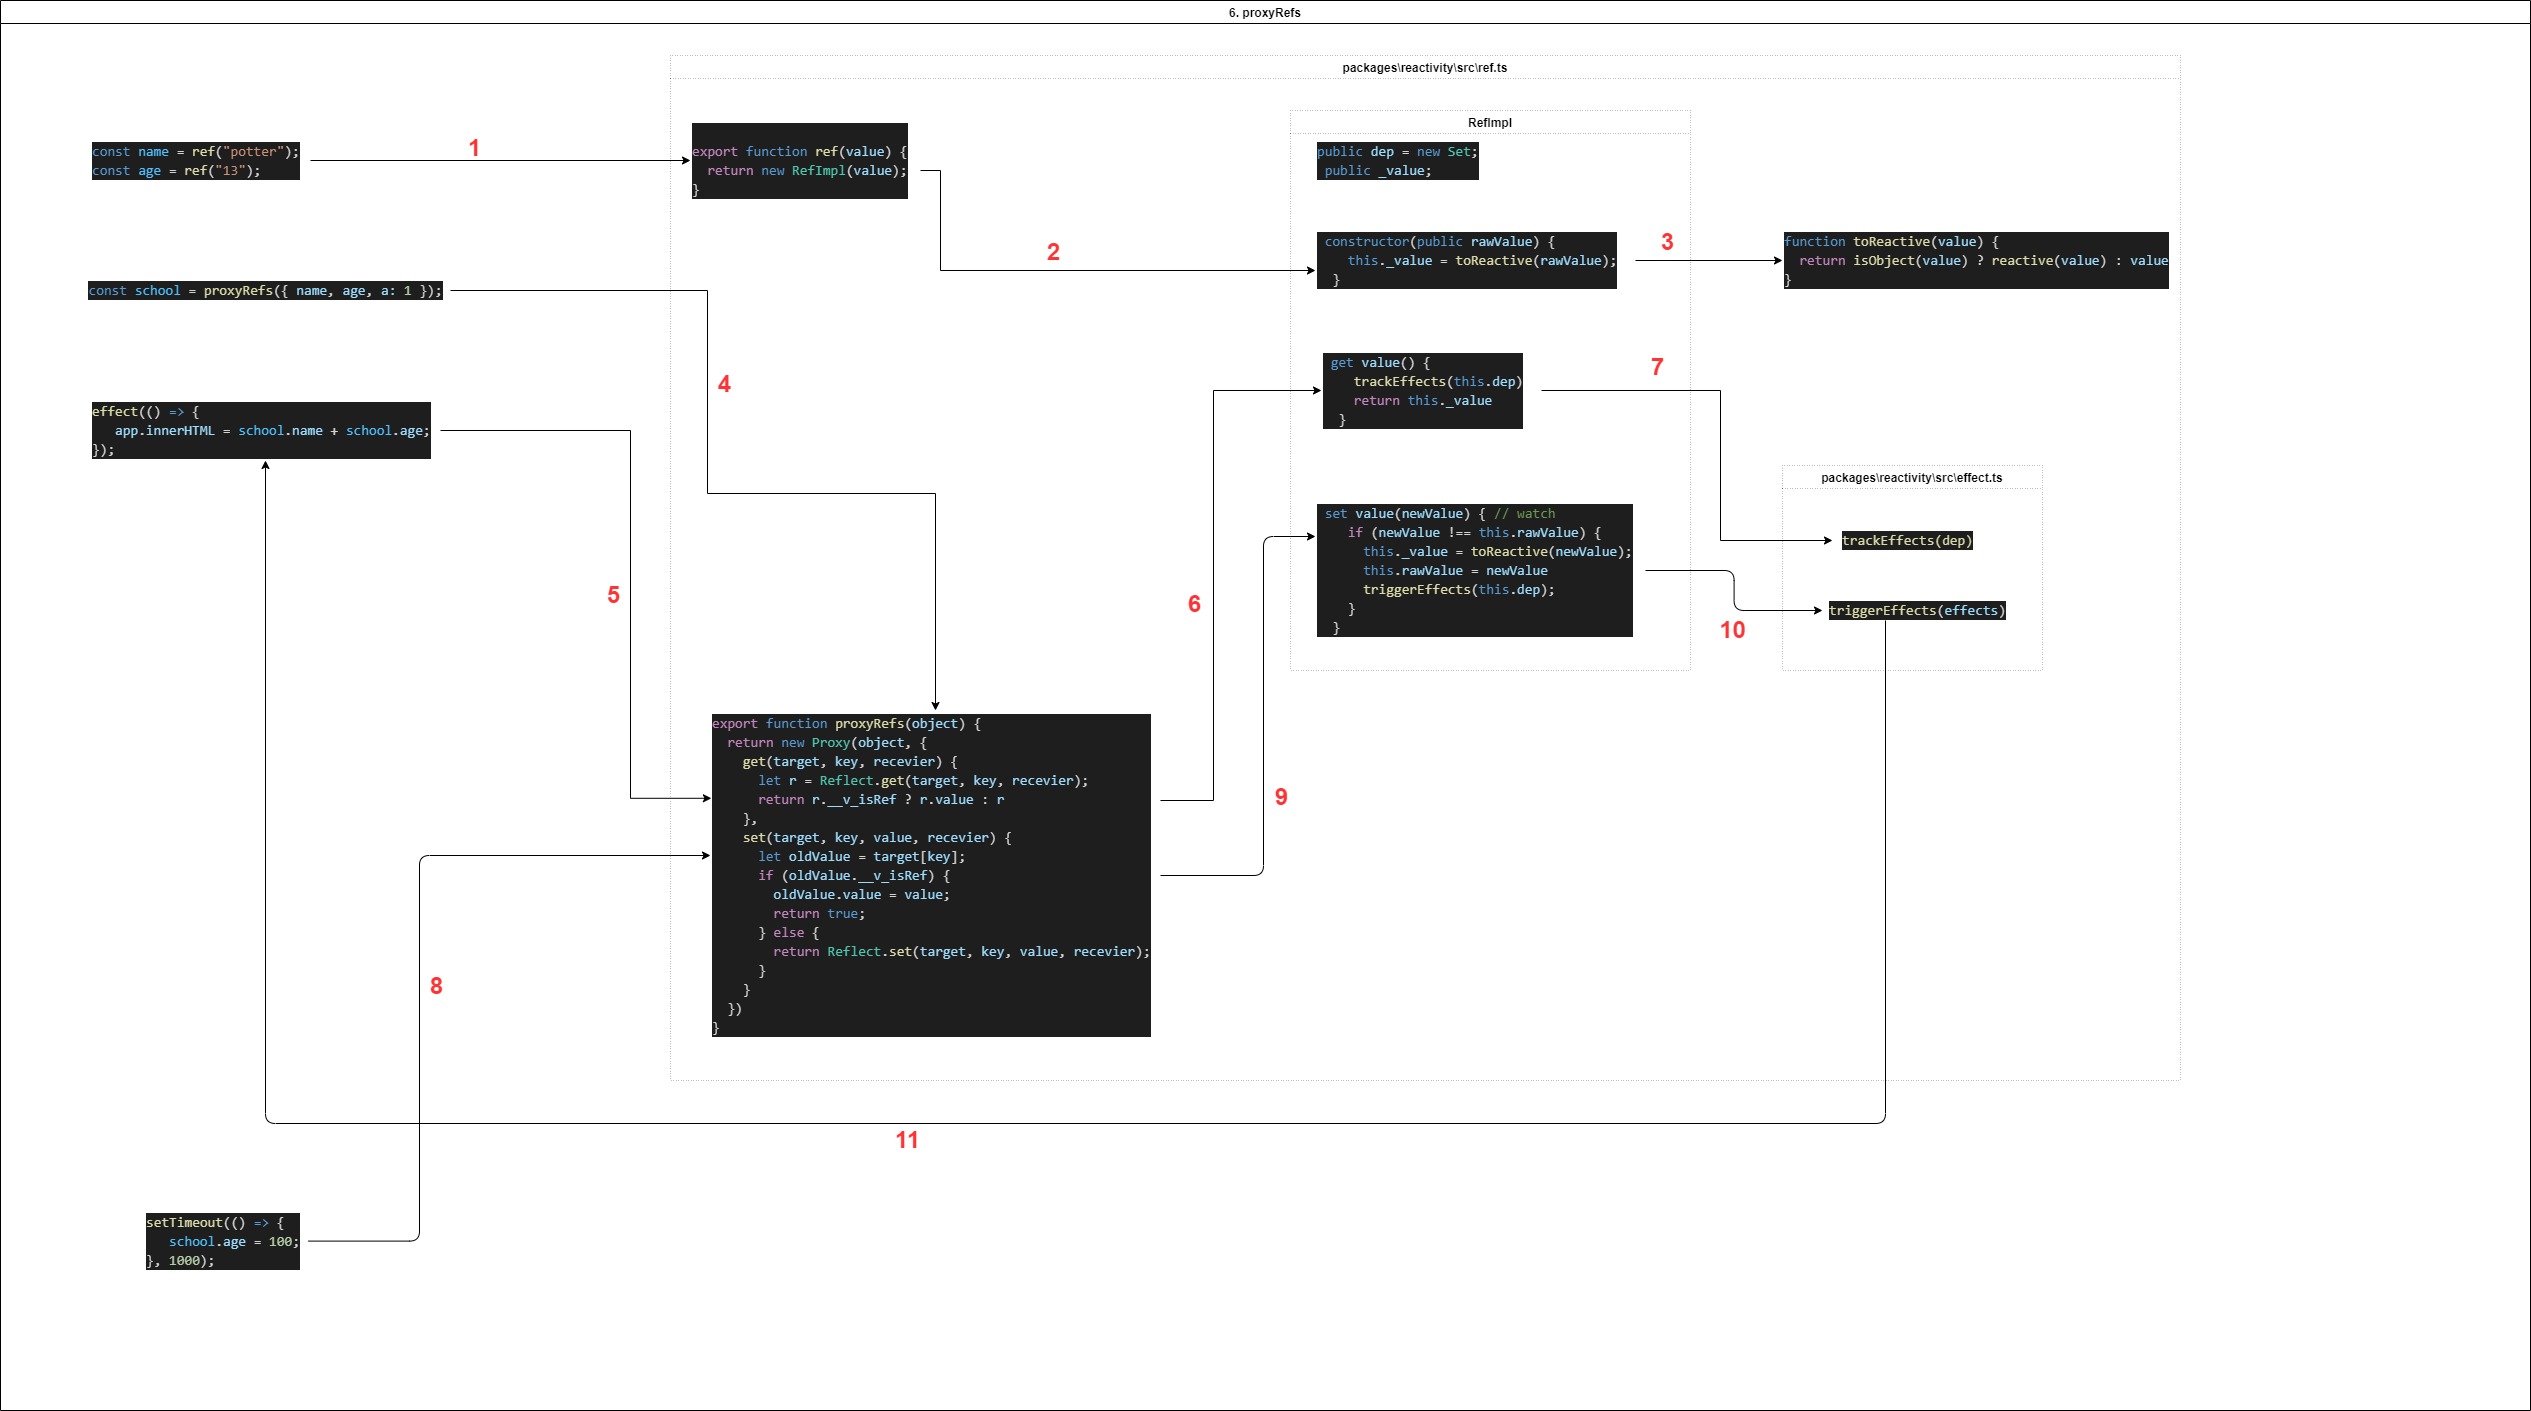 6. proxyRefs
packages\reactivity\src\ref.ts
const name = ref("potter");
const age = ref("13");
1
export function ref(value) {
  return new RefImpl(value);
}
2
RefImpl
public dep = new Set;
 public _value;
constructor(public rawValue) {
   this._value = toReactive(rawValue);
 }
3
function toReactive(value) {
  return isObject(value) ? reactive(value) : value
}
const school = proxyRefs({ name, age, a: 1 });
4
effect(() => {
   app.innerHTML = school.name + school.age;
});
5
get value() {
   trackEffects(this.dep)
   return this._value
 }
7
6
set value(newValue) { // watch
   if (newValue !== this.rawValue) {
     this._value = toReactive(newValue);
     this.rawValue = newValue
     triggerEffects(this.dep);
   }
 }
packages\reactivity\src\effect.ts
trackEffects(dep)
triggerEffects(effects)
10
9
export function proxyRefs(object) {
  return new Proxy(object, {
    get(target, key, recevier) {
      let r = Reflect.get(target, key, recevier);
      return r.__v_isRef ? r.value : r
    },
    set(target, key, value, recevier) {
      let oldValue = target[key];
      if (oldValue.__v_isRef) {
        oldValue.value = value;
        return true;
      } else {
        return Reflect.set(target, key, value, recevier);
      }
    }
  })
}
8
11
setTimeout(() => {
   school.age = 100;
}, 1000);